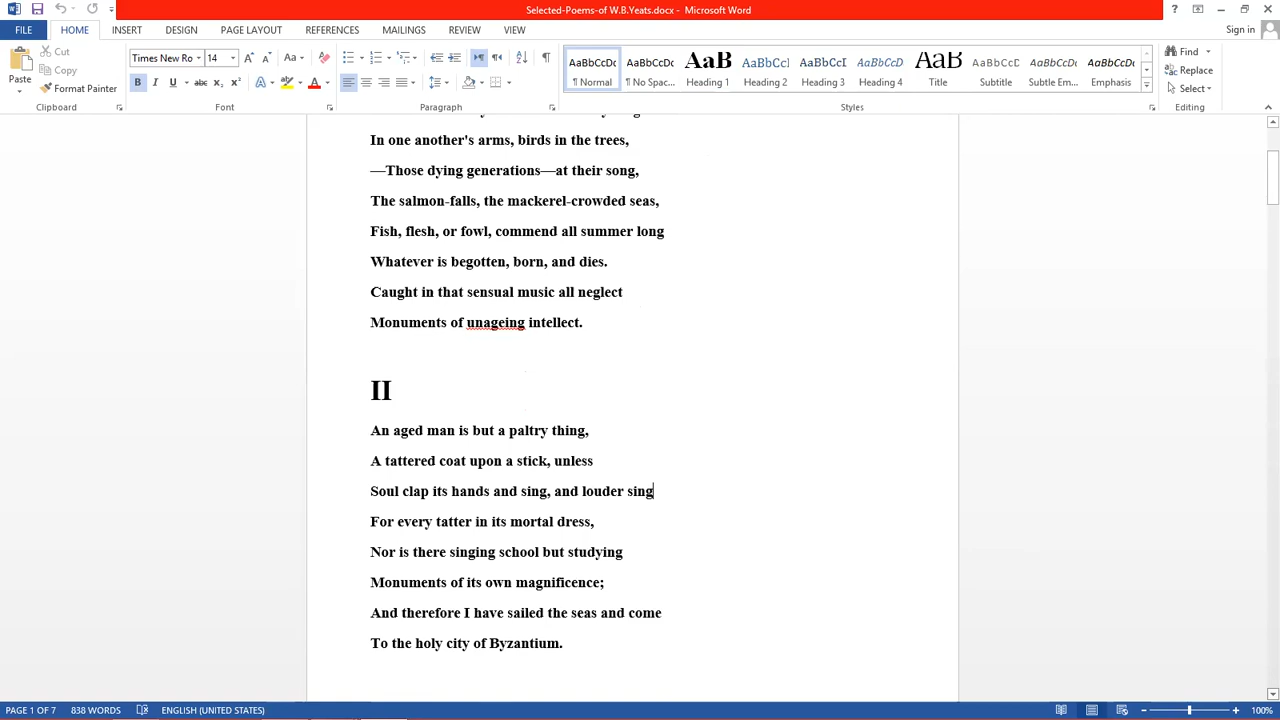 Selected-Poems-of W.B.Yeats.docx - Microsoft Word
FILE HOME INSERT DESIGN PAGE LAYOUT REFERENCES MAILINGS REVIEW VIEW Sign in
Paste
Cut
Copy
Format Painter
Clipboard
Times New Ro 14
Font
Paragraph
AaBbCcDc AaBbCcDc AaB AaBbCc AaBbCcI AaBbCcD AaB AaBbCcD AaBbCcDc AaBbCcDc
¶ Normal ¶ No Spac... Heading 1 Heading 2 Heading 3 Heading 4 Title Subtitle Subtle Em... Emphasis
Styles
Find
Replace
Select
Editing
In one another's arms, birds in the trees,
—Those dying generations—at their song,
The salmon-falls, the mackerel-crowded seas,
Fish, flesh, or fowl, commend all summer long
Whatever is begotten, born, and dies.
Caught in that sensual music all neglect
Monuments of unageing intellect.
II
An aged man is but a paltry thing,
A tattered coat upon a stick, unless
Soul clap its hands and sing, and louder sing
For every tatter in its mortal dress,
Nor is there singing school but studying
Monuments of its own magnificence;
And therefore I have sailed the seas and come
To the holy city of Byzantium.
PAGE 1 OF 7 838 WORDS ENGLISH (UNITED STATES) 100%